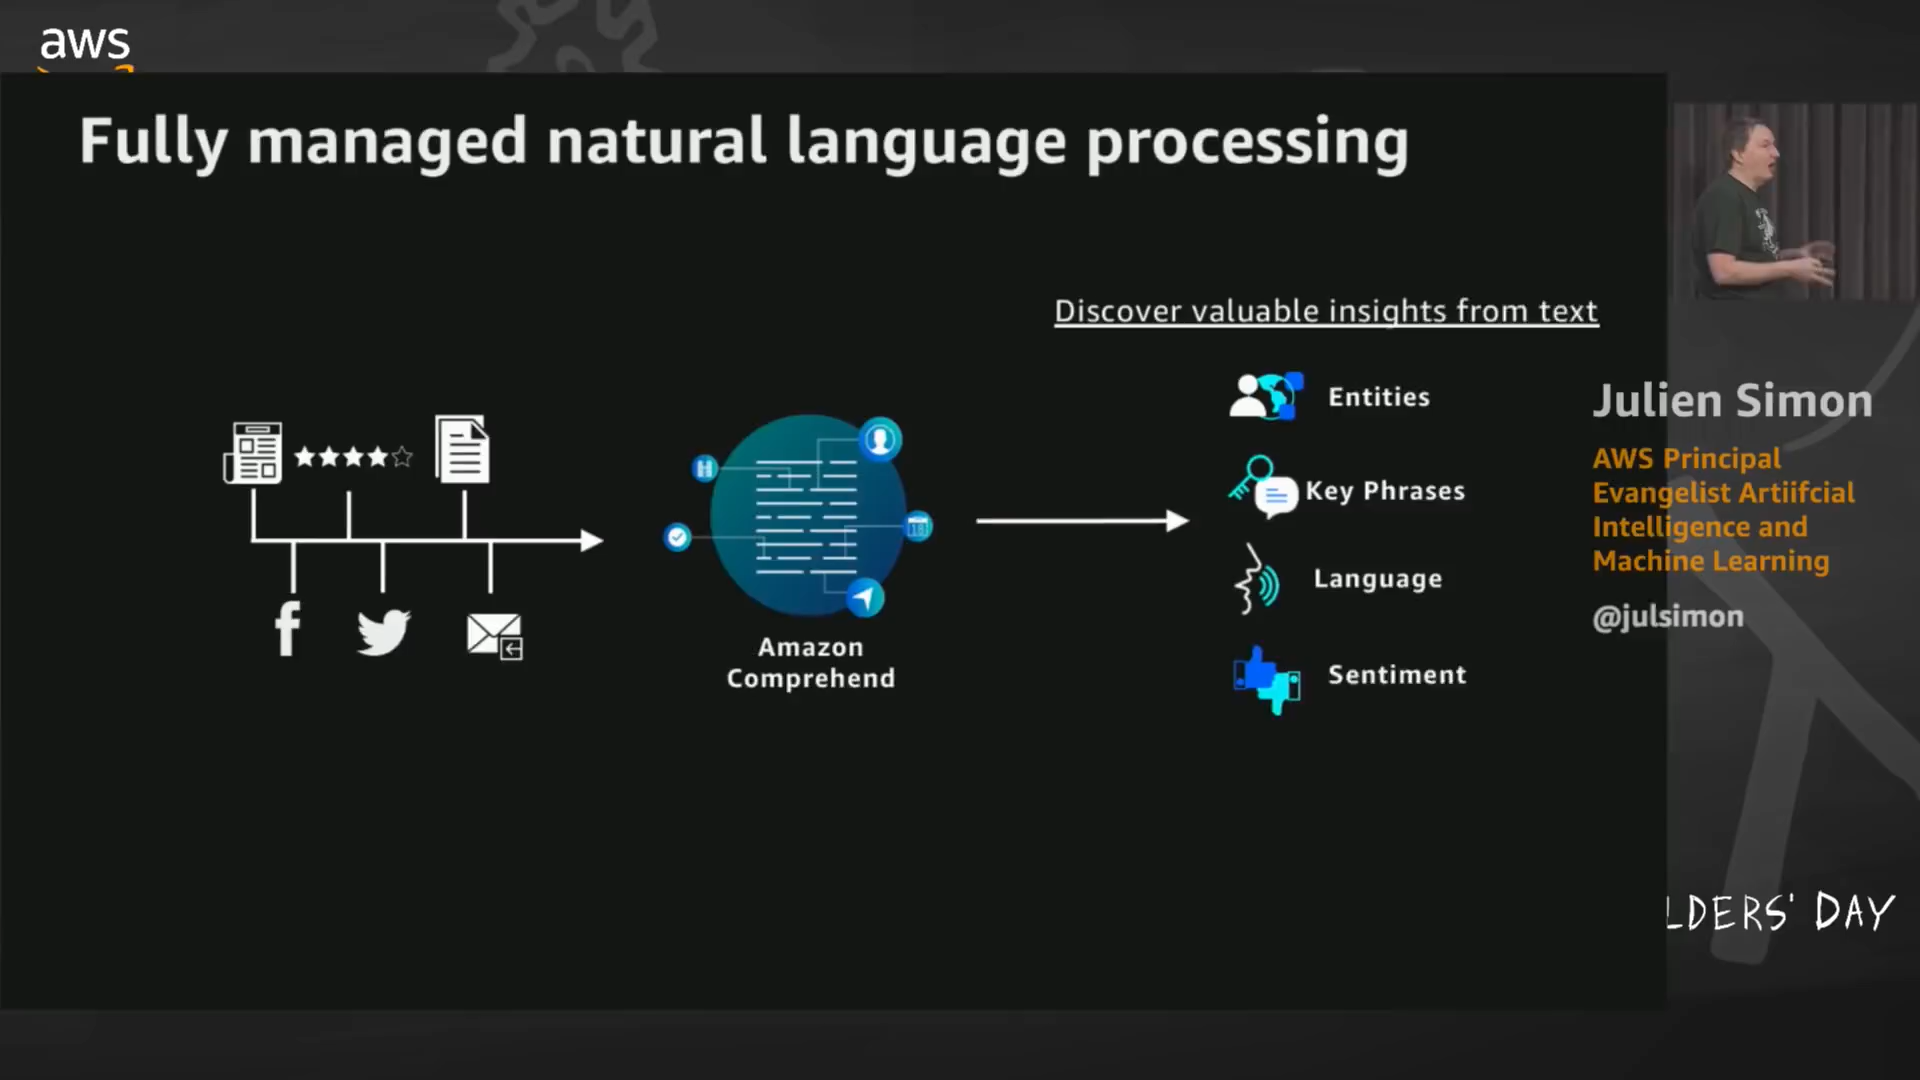 aws
Fully managed natural language processing
Discover valuable insights from text
Entities
Key Phrases
Language
Sentiment
Amazon
Comprehend
Julien Simon
AWS Principal
Evangelist Artiifcial
Intelligence and
Machine Learning
@julsimon
LDERS' DAY